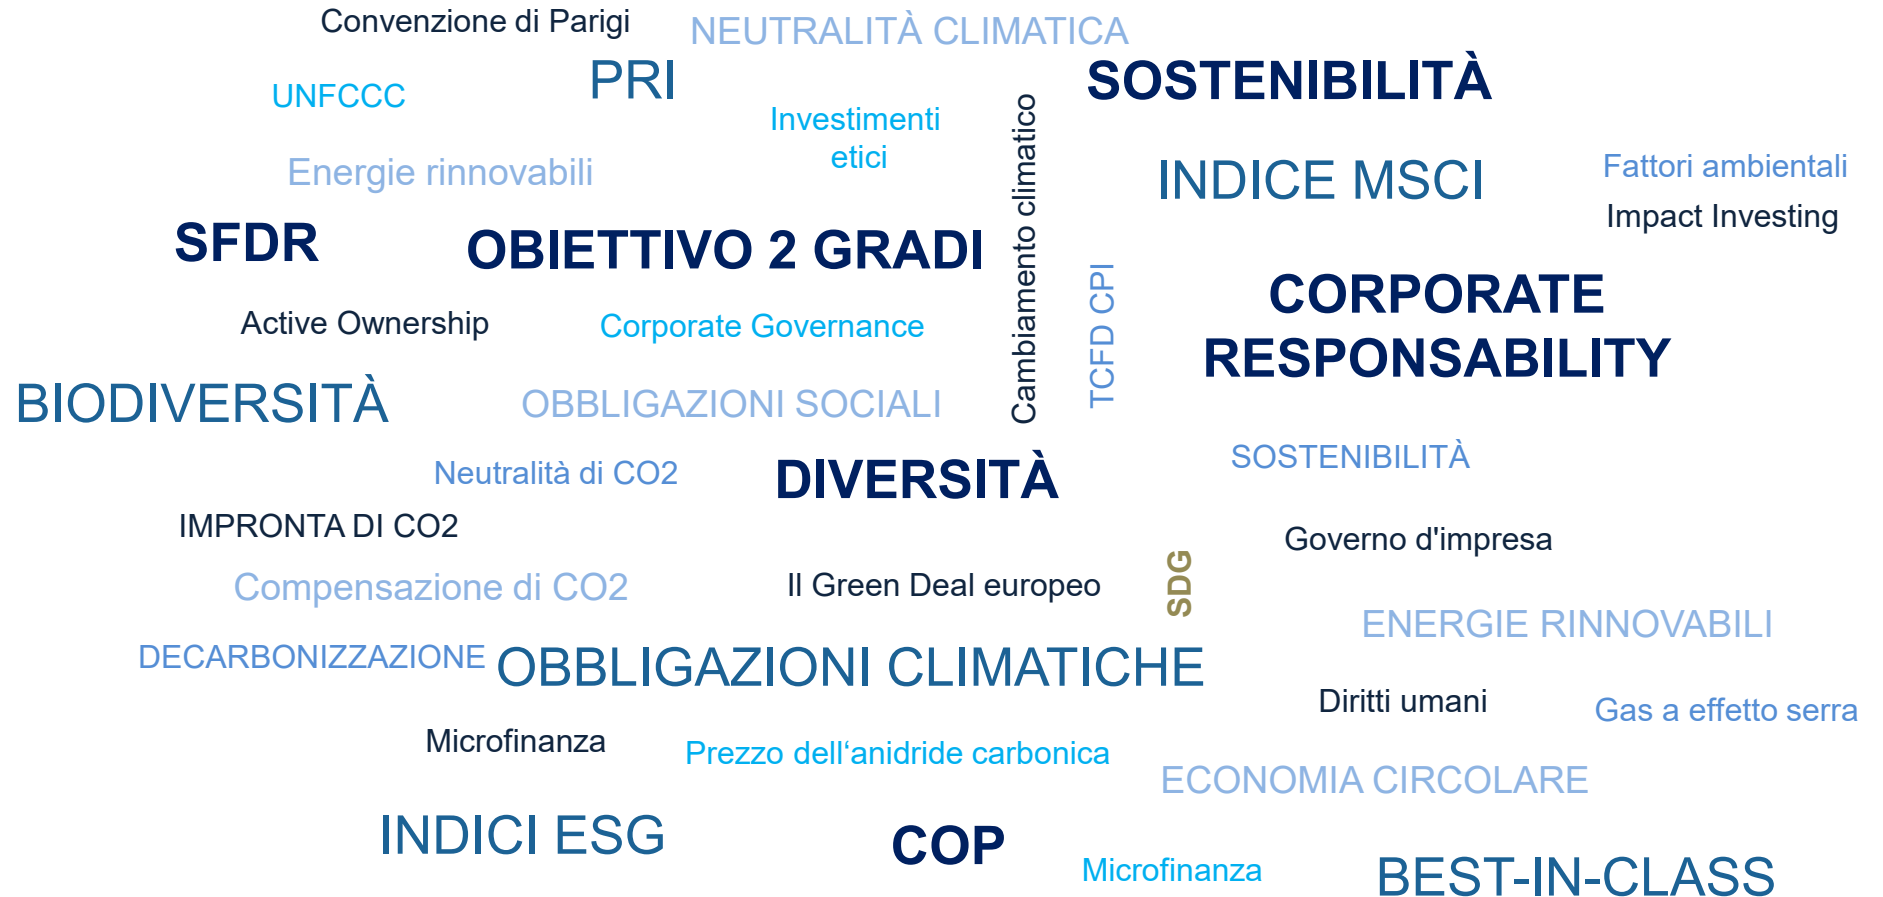 Convenzione di Parigi
NEUTRALITÀ CLIMATICA
PRI
SOSTENIBILITÀ
UNFCCC
Investimenti
etici
Cambiamento climatico
Energie rinnovabili
INDICE MSCI
Fattori ambientali
Impact Investing
SFDR
OBIETTIVO 2 GRADI
TCFD CPI
CORPORATE
RESPONSABILITY
Active Ownership
Corporate Governance
BIODIVERSITÀ
OBBLIGAZIONI SOCIALI
Neutralità di CO2
DIVERSITÀ
SOSTENIBILITÀ
IMPRONTA DI CO2
Governo d'impresa
Compensazione di CO2
Il Green Deal europeo
SDG
ENERGIE RINNOVABILI
DECARBONIZZAZIONE
OBBLIGAZIONI CLIMATICHE
Diritti umani
Gas a effetto serra
Microfinanza
Prezzo dell‘anidride carbonica
ECONOMIA CIRCOLARE
INDICI ESG
COP
Microfinanza
BEST-IN-CLASS